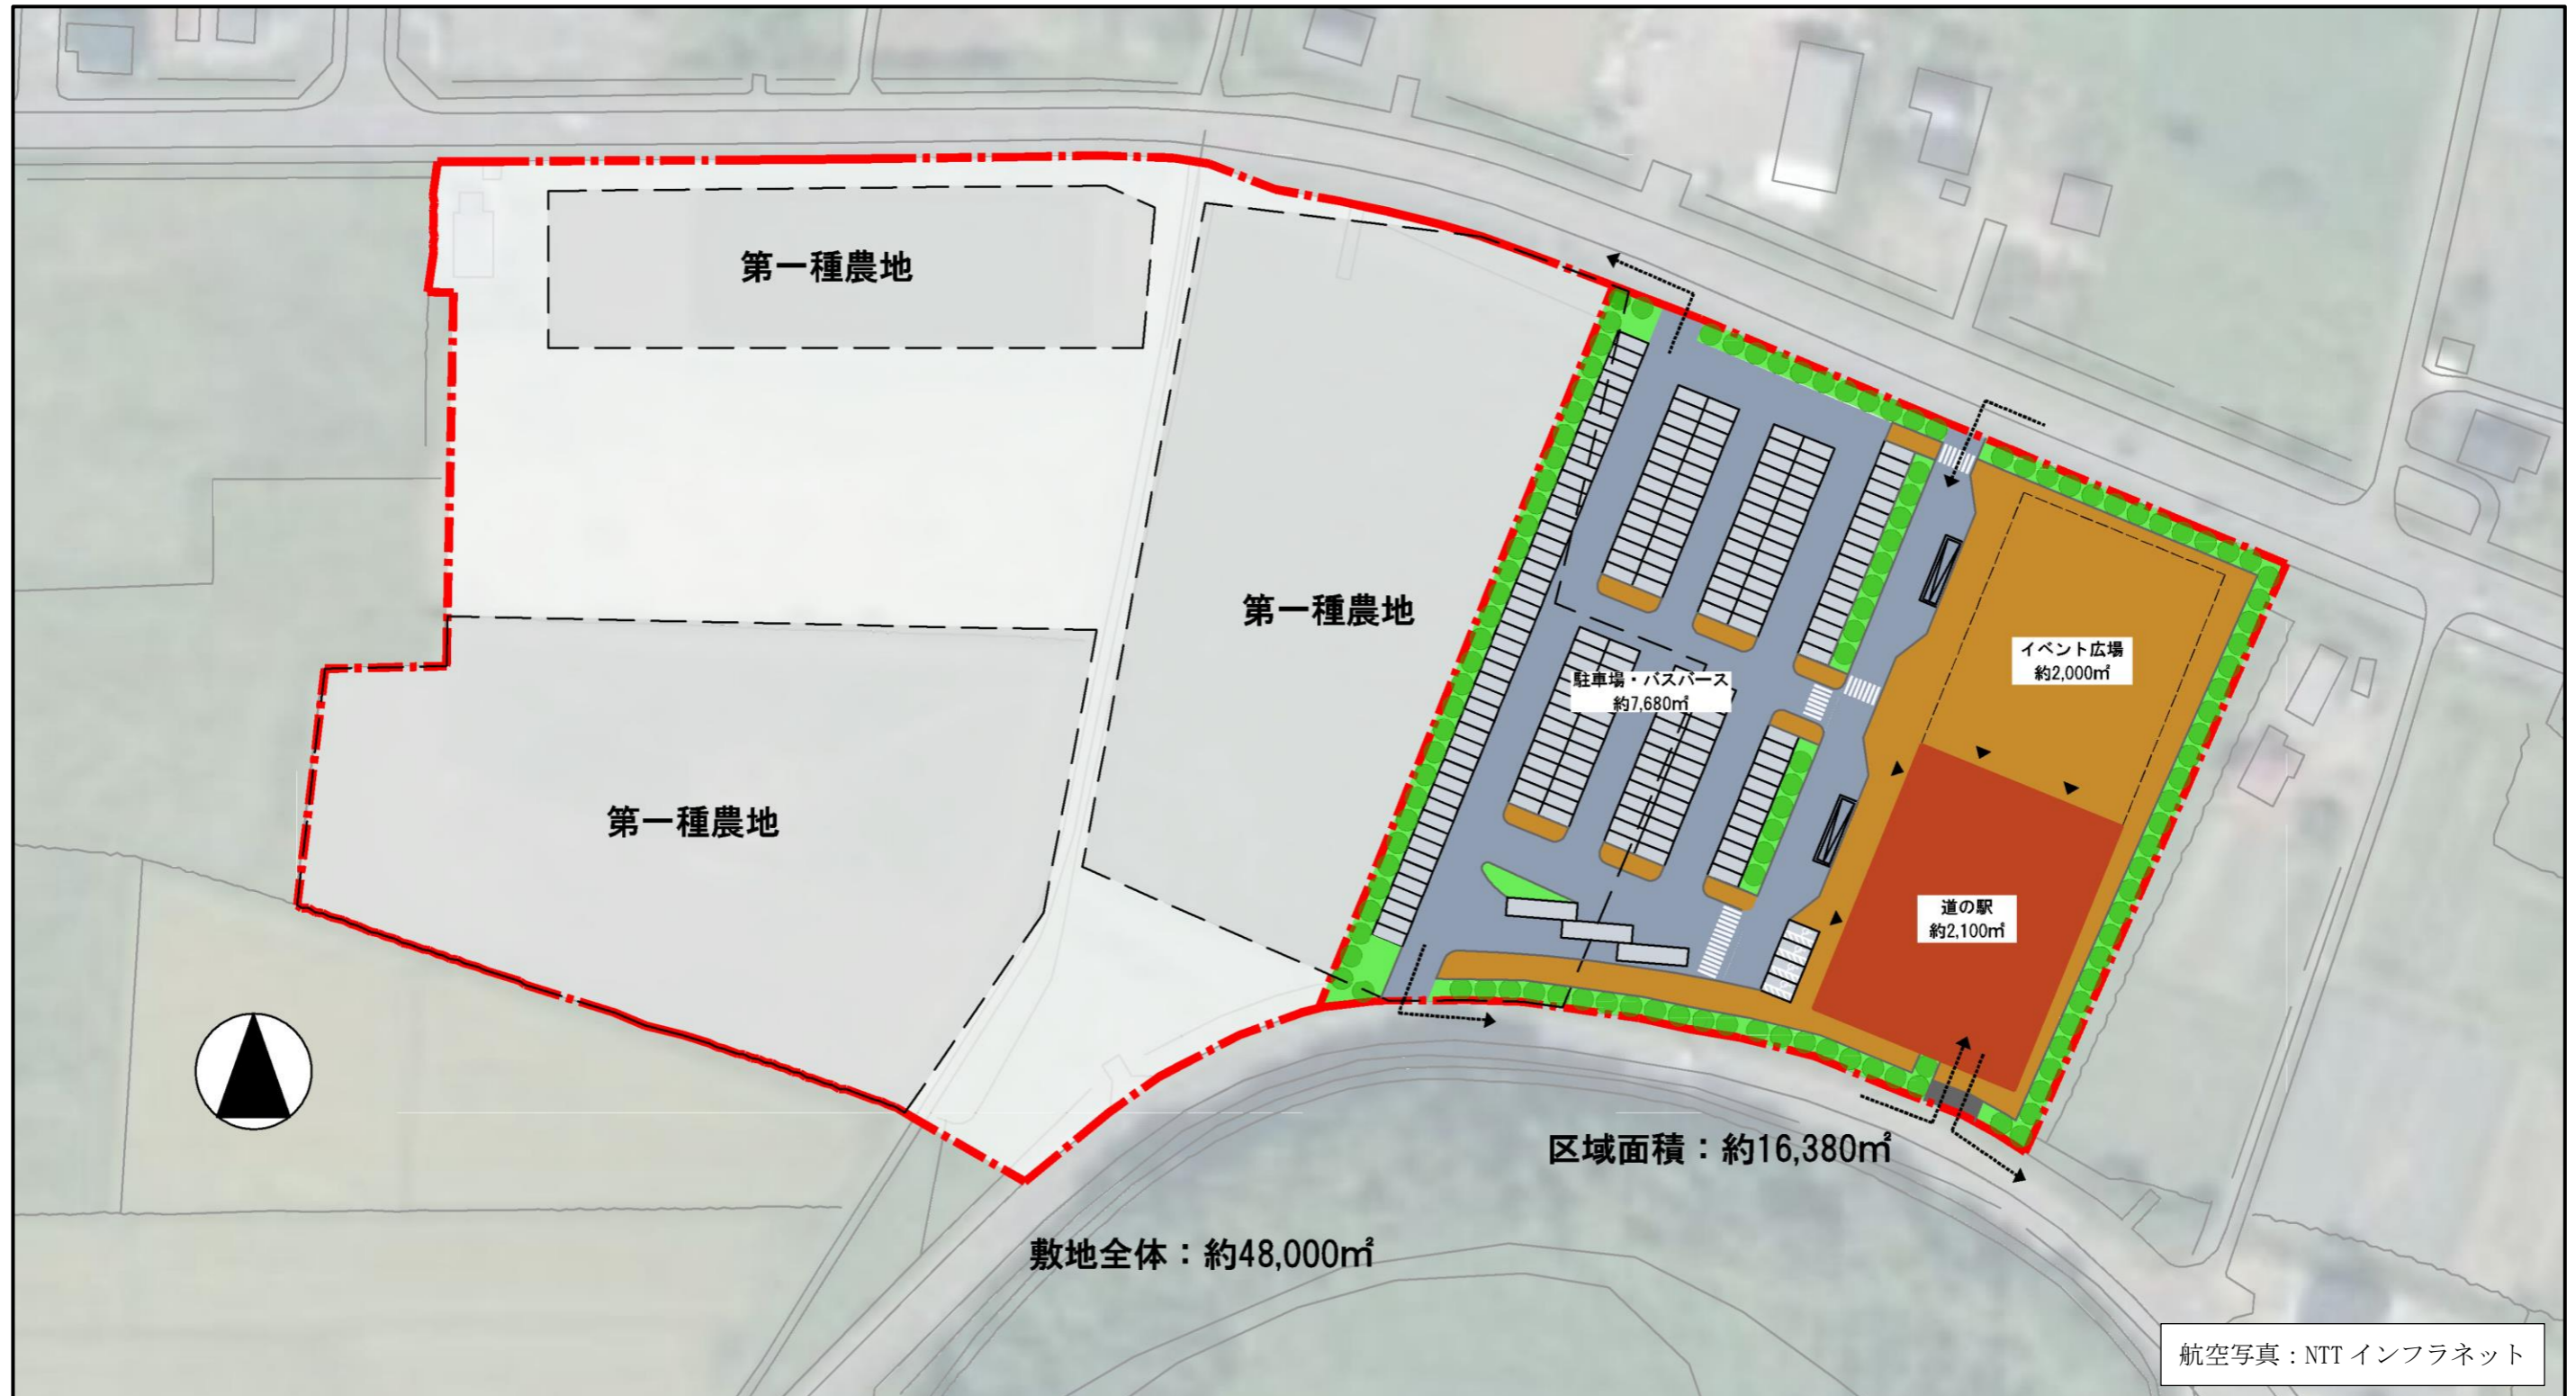 第一種農地
第一種農地
第一種農地
イベント広場
約2,000㎡
駐車場・バスバース
約7,680㎡
道の駅
約2,100㎡
区域面積：約16,380㎡
敷地全体：約48,000㎡
航空写真：NTTインフラネット